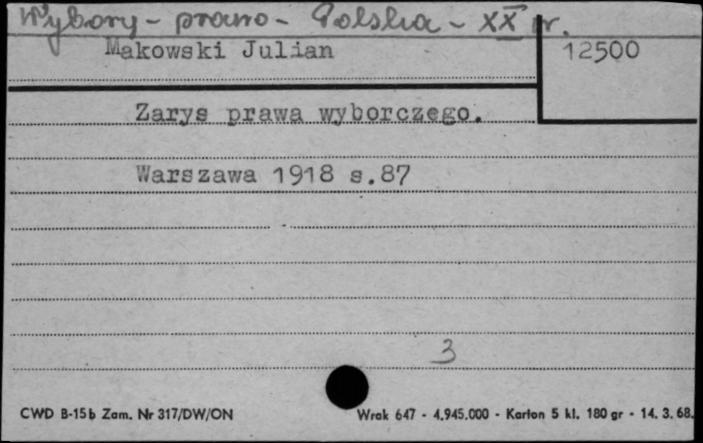 Wybory - prawo - Polska - XX w.
Makowski Julian
12500
Zarys prawa wyborczego.
Warszawa 1918 s.87
3
CWD B-15b Zam. Nr 317/DW/ON
Wrak 647 - 4.945.000 - Karton 5 kl. 180 gr - 14. 3. 68.